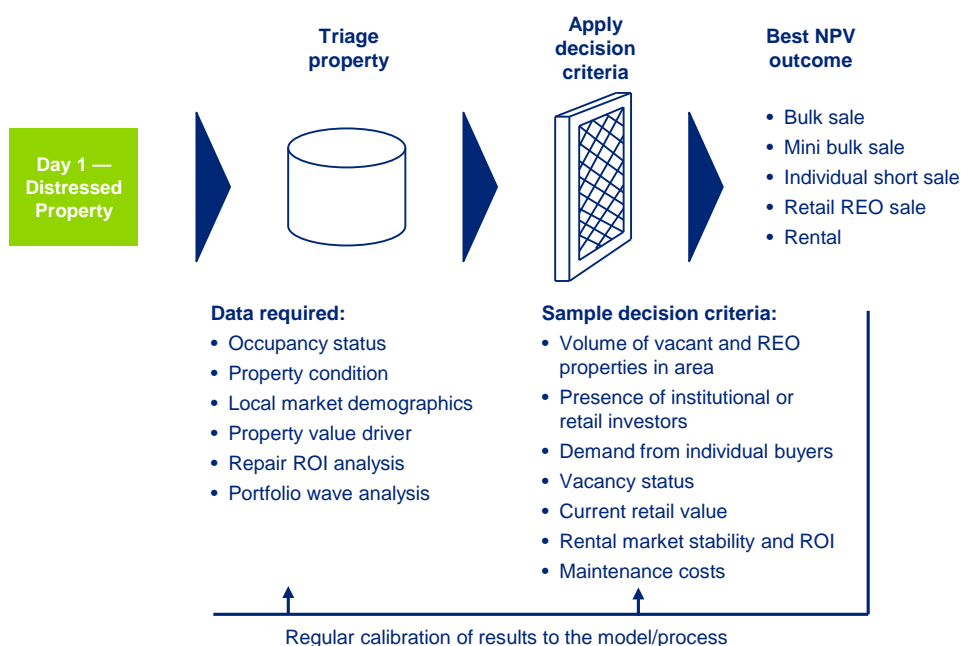 Triage
property
Apply
decision
criteria
Best NPV
outcome
Day 1 —
Distressed
Property
• Bulk sale
• Mini bulk sale
• Individual short sale
• Retail REO sale
• Rental
Data required:
• Occupancy status
• Property condition
• Local market demographics
• Property value driver
• Repair ROI analysis
• Portfolio wave analysis
Sample decision criteria:
• Volume of vacant and REO
properties in area
• Presence of institutional or
retail investors
• Demand from individual buyers
• Vacancy status
• Current retail value
• Rental market stability and ROI
• Maintenance costs
Regular calibration of results to the model/process